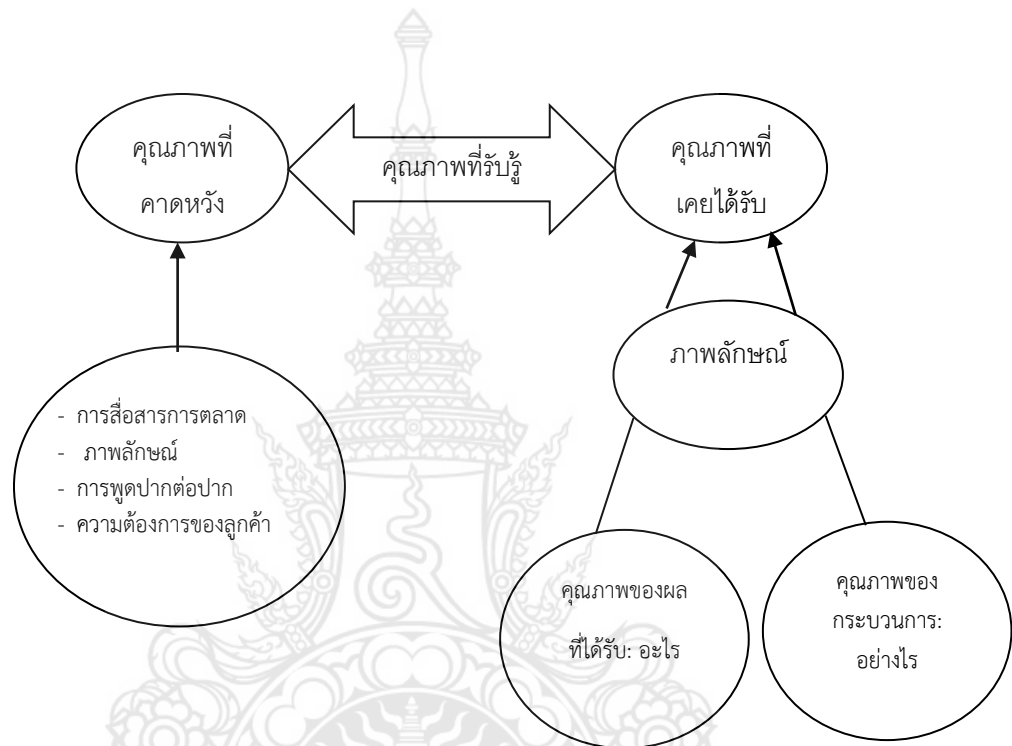 คุณภาพที่
คาดหวัง
คุณภาพที่รับรู้
คุณภาพที่
เคยได้รับ
ภาพลักษณ์
- การสื่อสารการตลาด
- ภาพลักษณ์
- การพูดปากต่อปาก
- ความต้องการของลูกค้า
คุณภาพของผล
ที่ได้รับ: อะไร
คุณภาพของ
กระบวนการ:
อย่างไร